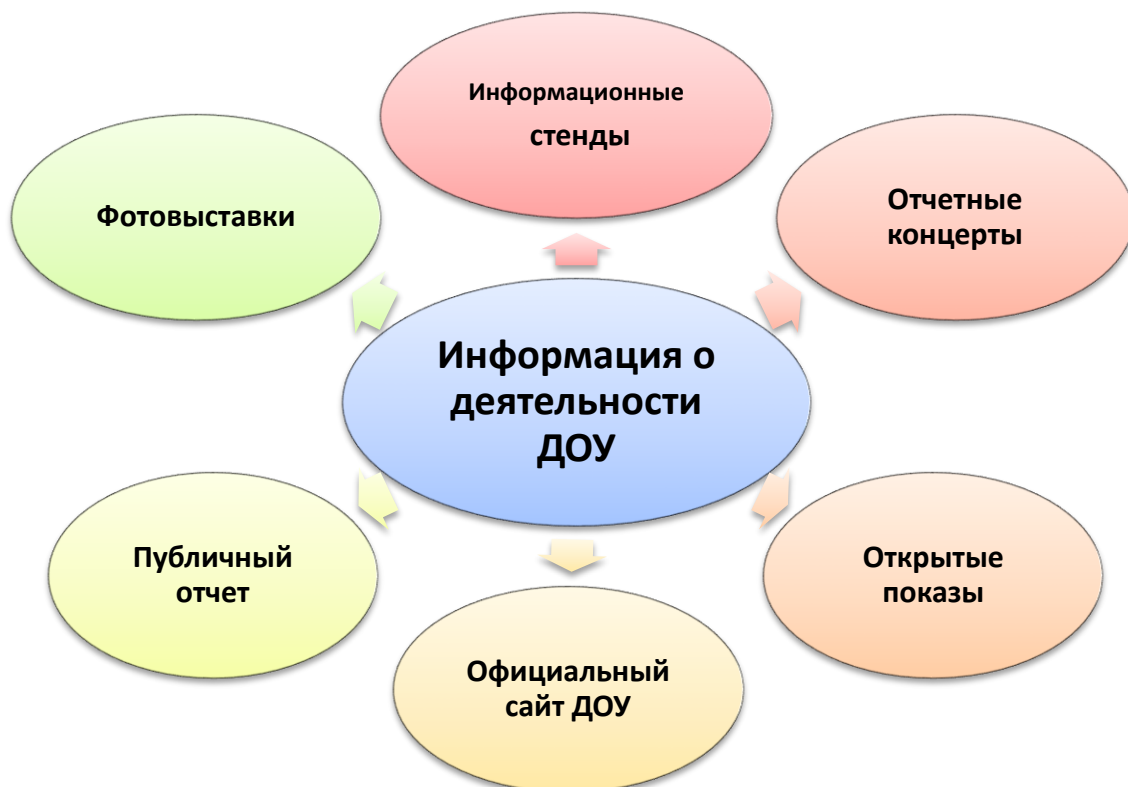 Информационные
стенды
Фотовыставки
Отчетные
концерты
Информация о
деятельности
ДОУ
Публичный
отчет
Открытые
показы
Официальный
сайт ДОУ